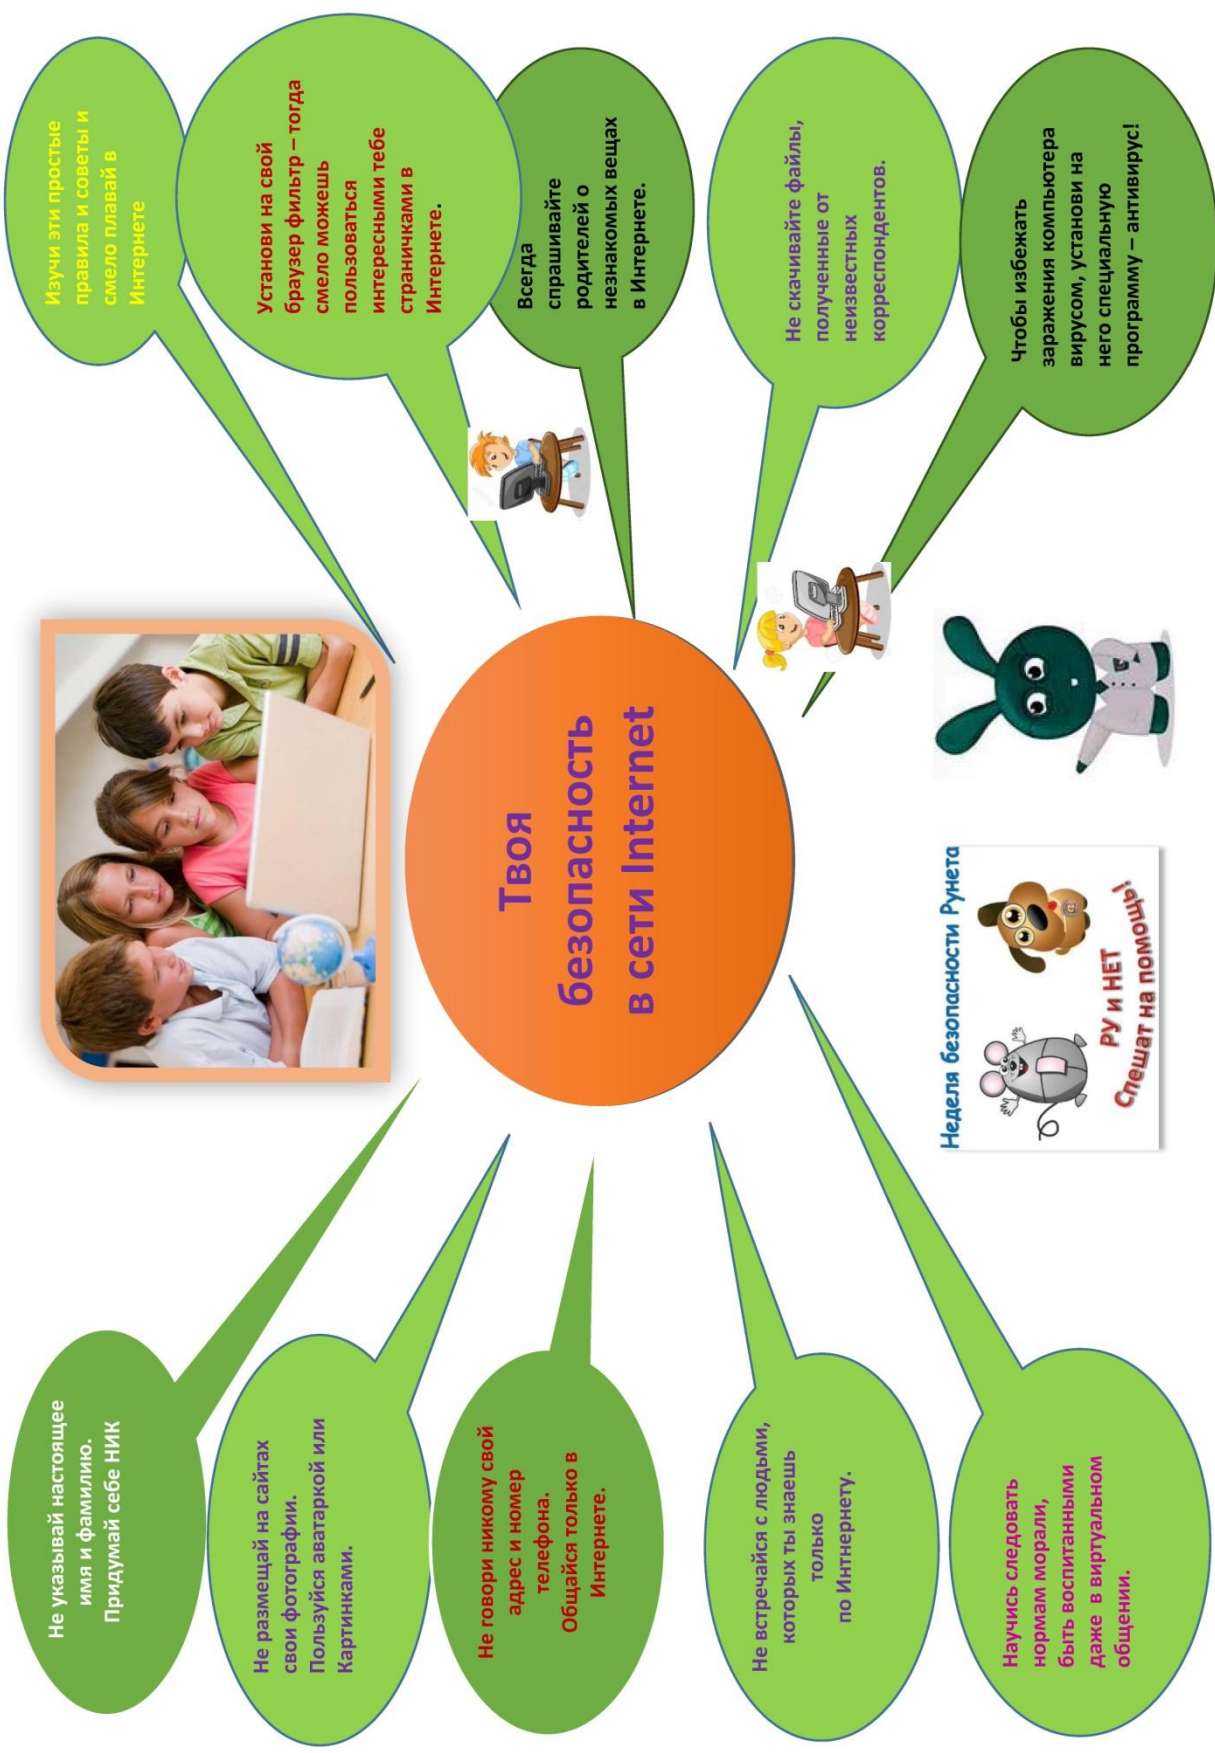 Не указывай настоящее
имя и фамилию.
Придумай себе НИК
Не размещай на сайтах
свои фотографии.
Пользуйся аватаркой или
Картинками.
Не говори никому свой
адрес и номер
телефона.
Общайся только в
Интернете.
Не встречайся с людьми,
которых ты знаешь
только
по Интнернету.
Научись следовать
нормам морали,
быть воспитанными
даже в виртуальном
общении.
Твоя
безопасность
в сети Internet
Неделя безопасности Рунета
РУ и НЕТ
Спешат на помощь!
Изучи эти простые
правила и советы и
смело плавай в
Интернете
Установи на свой
браузер фильтр – тогда
смело можешь
пользоваться
интересными тебе
страничками в
Интернете.
Всегда
спрашивайте
родителей о
незнакомых вещах
в Интернете.
Не скачивайте файлы,
полученные от
неизвестных
корреспондентов.
Чтобы избежать
заражения компьютера
вирусом, установи на
него специальную
программу – антивирус!